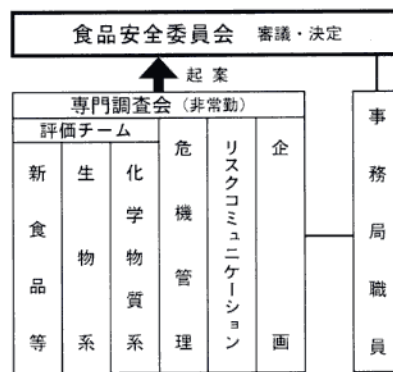 食品安全委員会 審議・決定
起案
専門調査会（非常勤）
評価チーム
新食品等
生物系
化学物質系
危機管理
リスクコミュニケーション
企画
事務局職員